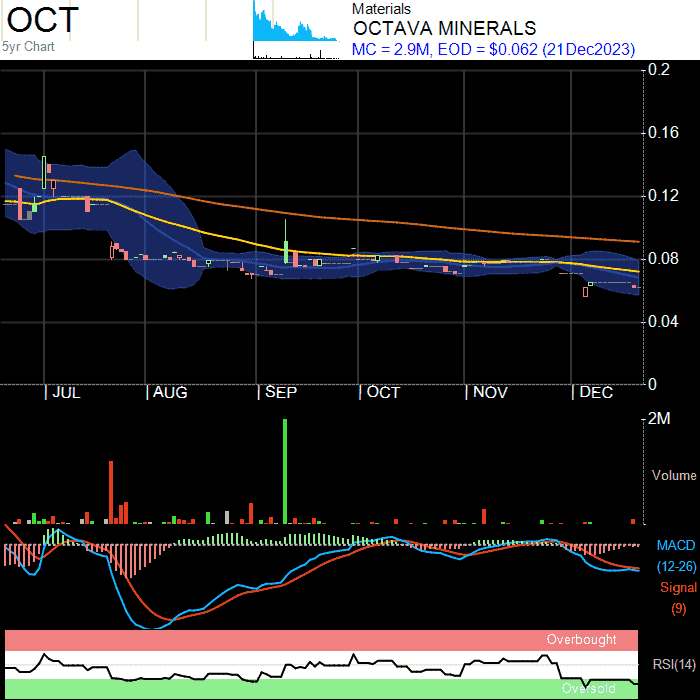 OCT
5yr Chart
Materials
OCTAVA MINERALS
MC = 2.9M, EOD = $0.062 (21Dec2023)
0.2
0.16
0.12
0.08
0.04
0
JUL AUG SEP OCT NOV DEC
2M
Volume
MACD
(12-26)
Signal
(9)
Overbought
RSI(14)
Oversold